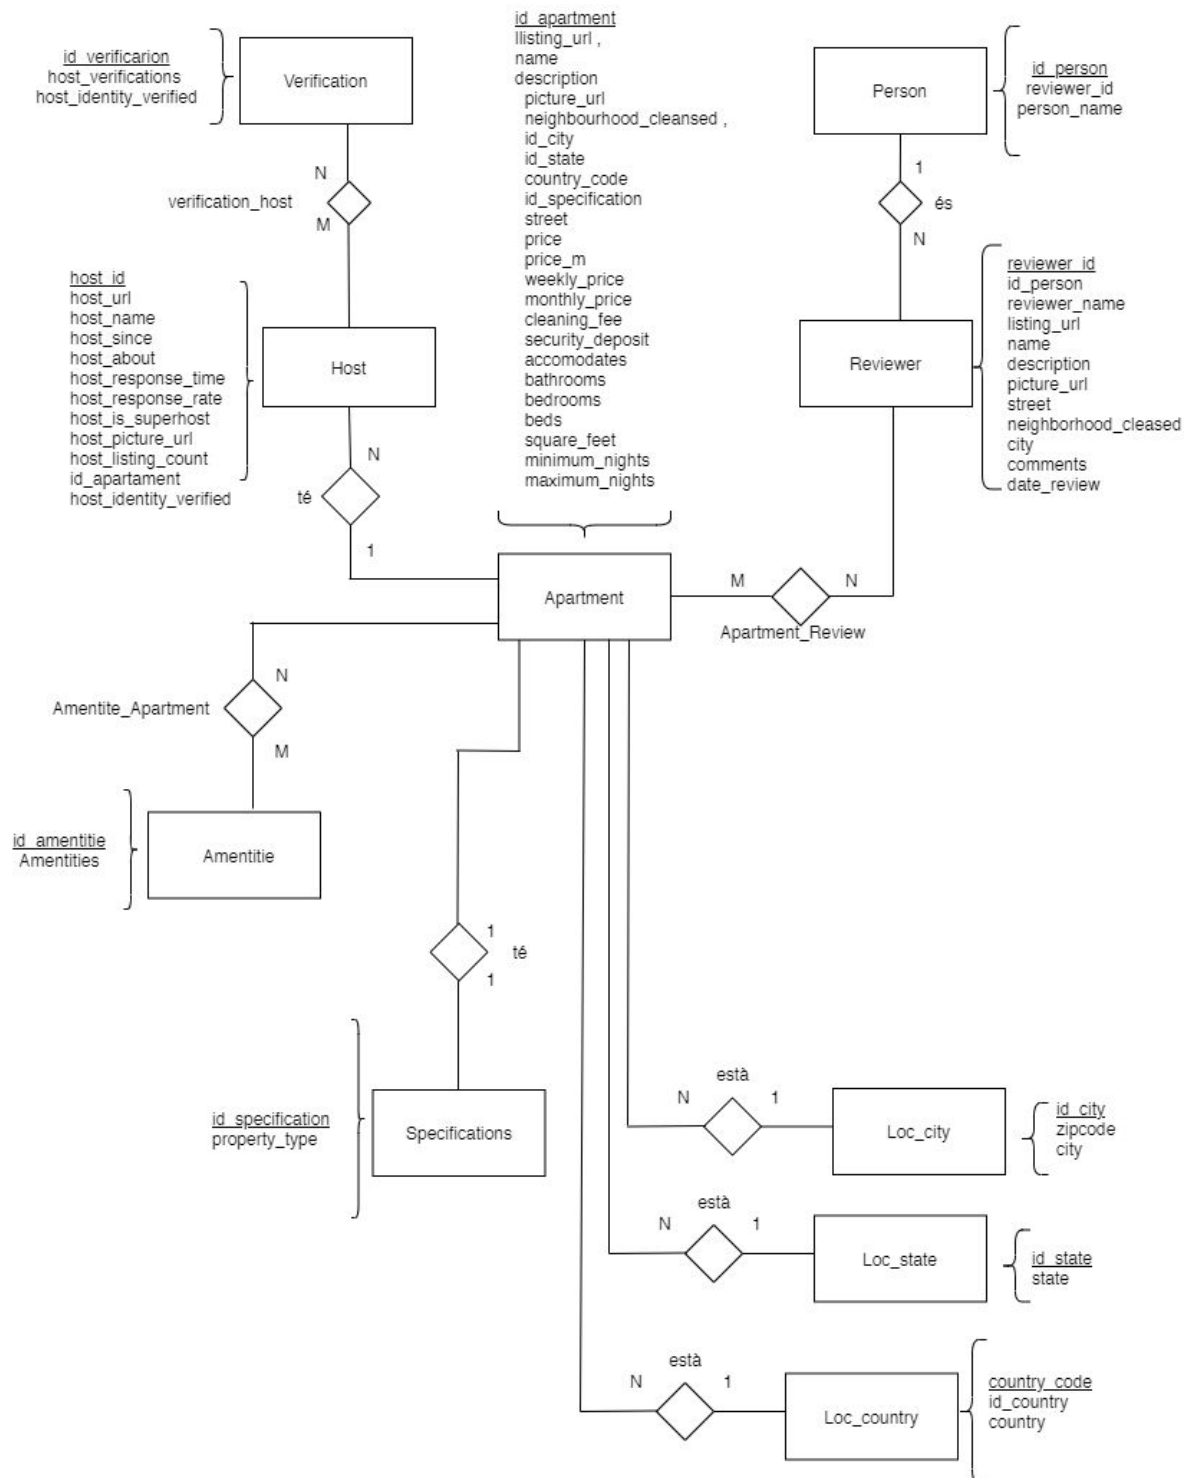 id_verificarion
host_verifications
host_identity_verified
Verification
N
verification_host
M
host_id
host_url
host_name
host_since
host_about
host_response_time
host_response_rate
host_is_superhost
host_picture_url
host_listing_count
id_apartament
host_identity_verified
Host
N
té
1
id_apartment
llisting_url ,
name
description
picture_url
neighbourhood_cleansed ,
id_city
id_state
country_code
id_specification
street
price
price_m
weekly_price
monthly_price
cleaning_fee
security_deposit
accomodates
bathrooms
bedrooms
beds
square_feet
minimum_nights
maximum_nights
Apartment
Person
id_person
reviewer_id
person_name
1
és
N
Reviewer
reviewer_id
id_person
reviewer_name
listing_url
name
description
picture_url
street
neighborhood_cleased
city
comments
date_review
M
N
Apartment_Review
N
Amentite_Apartment
M
id_amentitie
Amentities
Amentitie
1
té
1
id_specification
property_type
Specifications
està
N
1
Loc_city
id_city
zipcode
city
està
N
1
Loc_state
id_state
state
està
N
1
Loc_country
country_code
id_country
country